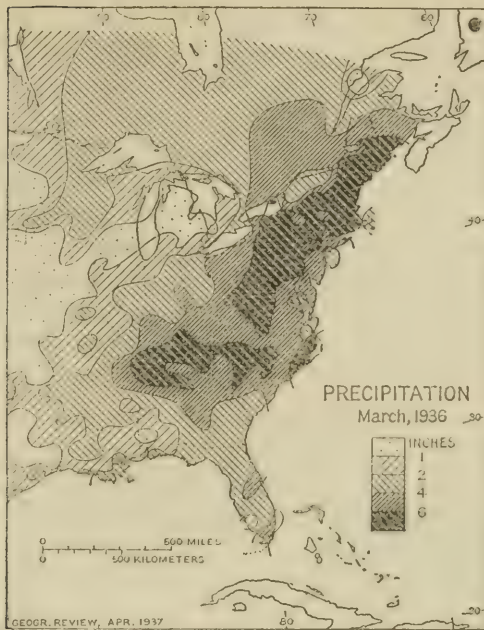 70
60
PRECIPITATION
March, 1936
30
INCHES
1
2
4
6
0 500 MILES
0 500 KILOMETERS
20
GEOGR. REVIEW, APR. 1937
80